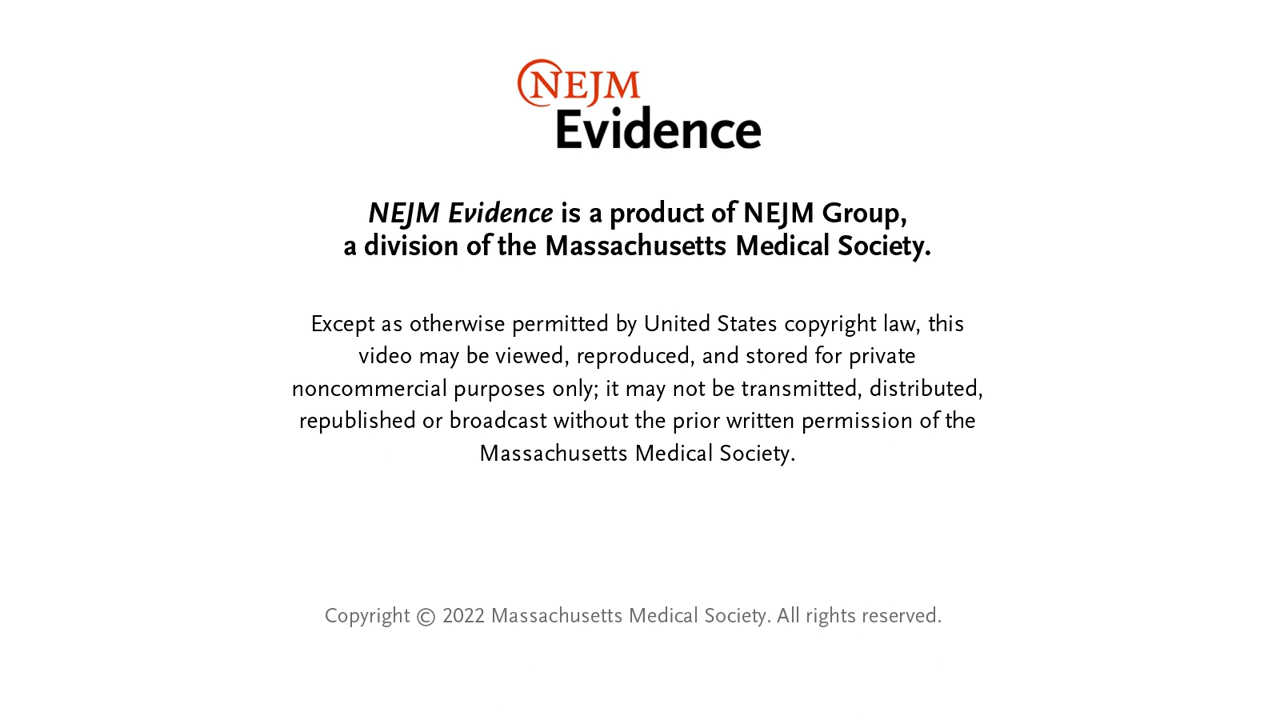 NEJM
Evidence
NEJM Evidence is a product of NEJM Group,
a division of the Massachusetts Medical Society.
Except as otherwise permitted by United States copyright law, this
video may be viewed, reproduced, and stored for private
noncommercial purposes only; it may not be transmitted, distributed,
republished or broadcast without the prior written permission of the
Massachusetts Medical Society.
Copyright © 2022 Massachusetts Medical Society. All rights reserved.